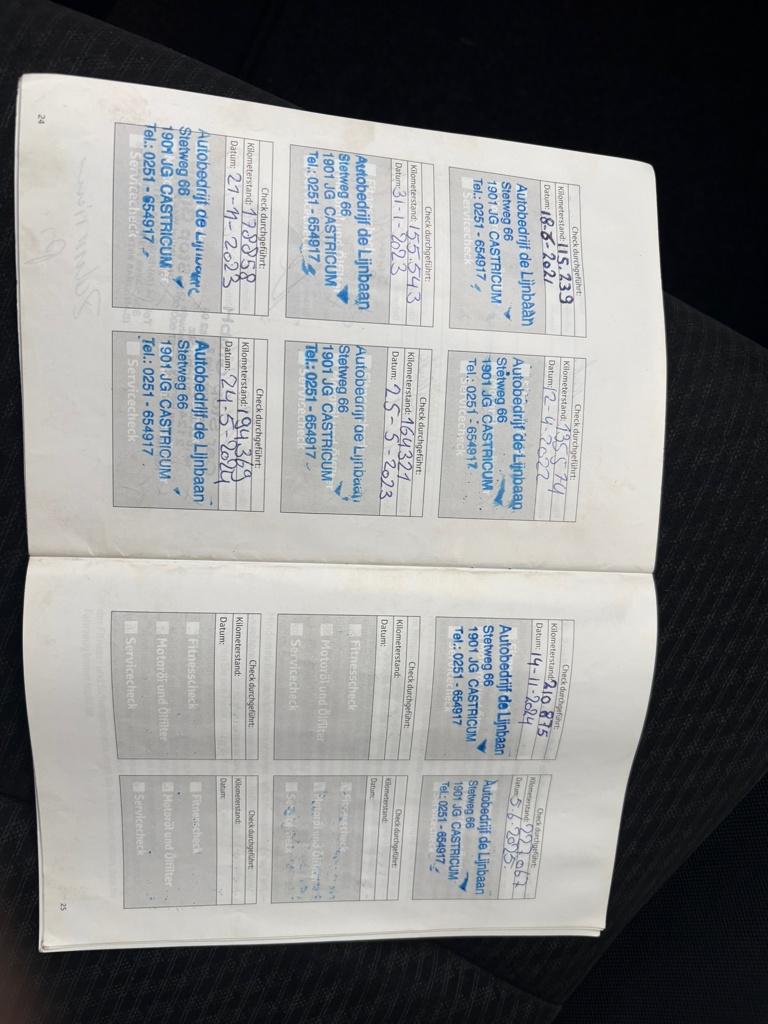 Check durchgeführt:
Kilometerstand: 115.239
Datum: 18-6-2021
Autobedrijf de Lijnbaan
Stetweg 66
1901 JG CASTRICUM
Tel.: 0251 - 654917
Check durchgeführt:
Kilometerstand: 135574
Datum: 12-4-2022
Autobedrijf de Lijnbaan
Stetweg 66
1901 JG CASTRICUM
Tel.: 0251 - 654917
Check durchgeführt:
Kilometerstand: 155.543
Datum: 31-1-2023
Autobedrijf de Lijnbaan
Stetweg 66
1901 JG CASTRICUM
Tel.: 0251 - 654917
Check durchgeführt:
Kilometerstand: 164321
Datum: 25-5-2023
Autobedrijf de Lijnbaan
Stetweg 66
1901 JG CASTRICUM
Tel.: 0251 - 654917
Check durchgeführt:
Kilometerstand: 178858
Datum: 21-11-2023
Autobedrijf de Lijnbaan
Stetweg 66
1901 JG CASTRICUM
Tel.: 0251 - 654917
Servicecheck
Check durchgeführt:
Kilometerstand: 194369
Datum: 24-5-2024
Autobedrijf de Lijnbaan
Stetweg 66
1901 JG CASTRICUM
Tel.: 0251 - 654917
Servicecheck
24
Check durchgeführt:
Kilometerstand: 210.875
Datum: 14-11-2024
Autobedrijf de Lijnbaan
Stetweg 66
1901 JG CASTRICUM
Tel.: 0251 - 654917
Check durchgeführt:
Kilometerstand:
Datum: 5-6-2025
Autobedrijf de Lijnbaan
Stetweg 66
1901 JG CASTRICUM
Tel.: 0251 - 654917
Check durchgeführt:
Kilometerstand:
Datum:
Fitnesscheck
Motoröl und Ölfilter
Servicecheck
Check durchgeführt:
Kilometerstand:
Datum:
Fitnesscheck
Motoröl und Ölfilter
Servicecheck
Check durchgeführt:
Kilometerstand:
Datum:
Fitnesscheck
Motoröl und Ölfilter
Servicecheck
Check durchgeführt:
Kilometerstand:
Datum:
Fitnesscheck
Motoröl und Ölfilter
Servicecheck
25